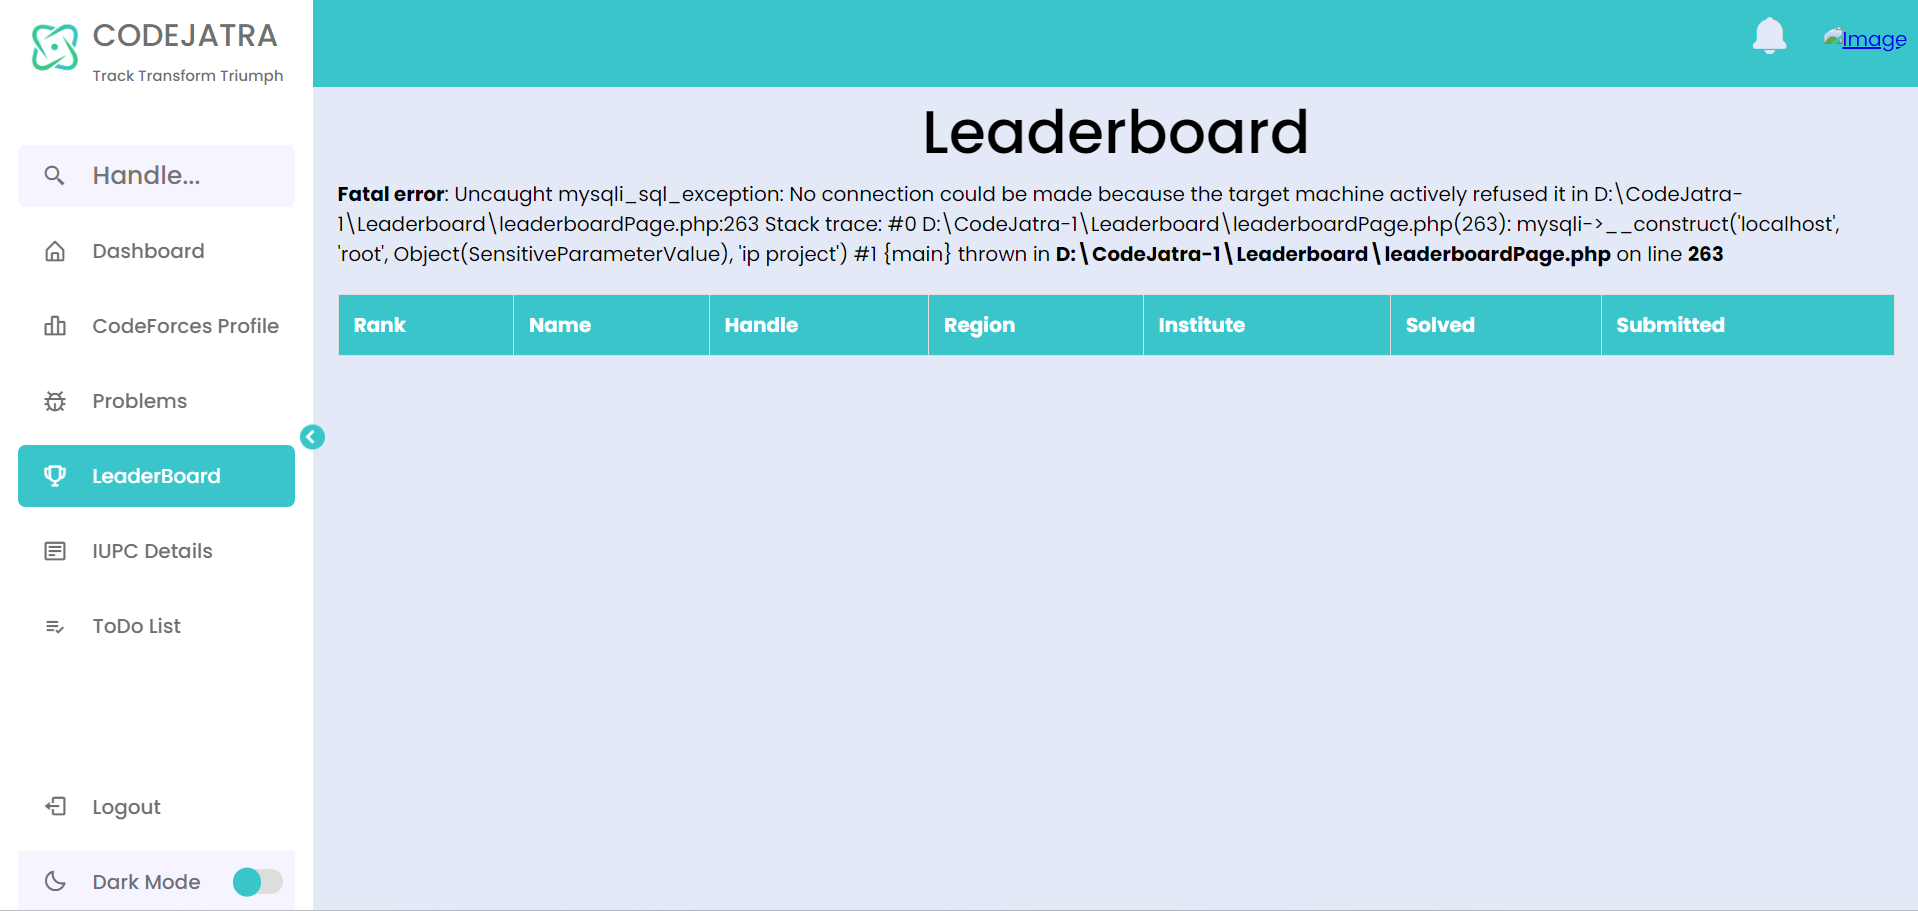 CODEJATRA
Track Transform Triumph
Handle...
Dashboard
CodeForces Profile
Problems
LeaderBoard
IUPC Details
ToDo List
Logout
Dark Mode
Image
Leaderboard
Fatal error: Uncaught mysqli_sql_exception: No connection could be made because the target machine actively refused it in D:\CodeJatra-
1\Leaderboard\leaderboardPage.php:263 Stack trace: #0 D:\CodeJatra-1\Leaderboard\leaderboardPage.php(263): mysqli->__construct('localhost',
'root', Object(SensitiveParameterValue), 'ip project') #1 {main} thrown in D:\CodeJatra-1\Leaderboard\leaderboardPage.php on line 263
Rank Name Handle Region Institute Solved Submitted